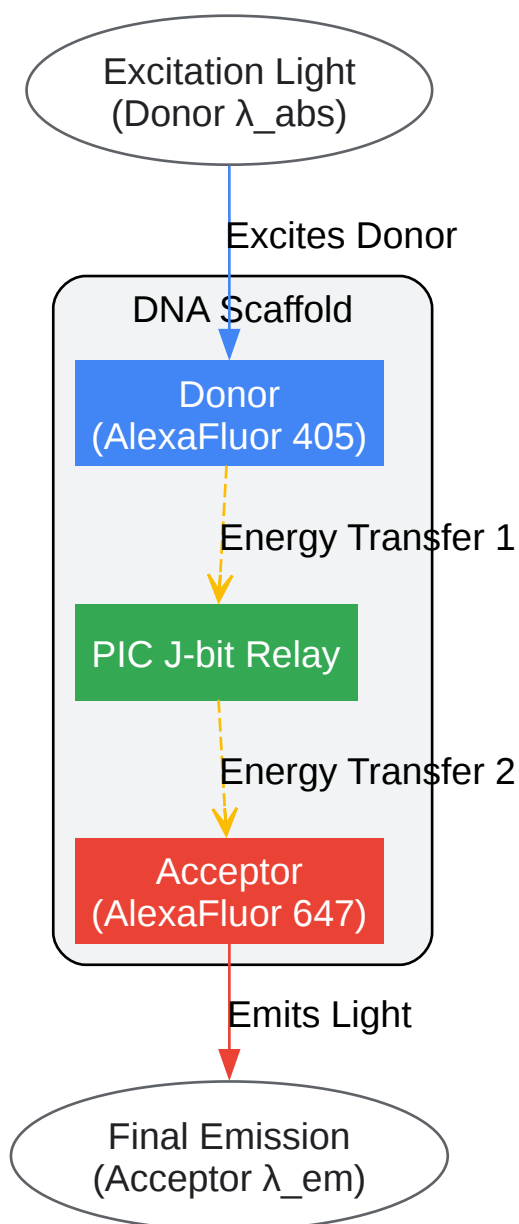 Excitation Light
(Donor λ_abs)
Excites Donor
DNA Scaffold
Donor
(AlexaFluor 405)
Energy Transfer 1
PIC J-bit Relay
Energy Transfer 2
Acceptor
(AlexaFluor 647)
Emits Light
Final Emission
(Acceptor λ_em)